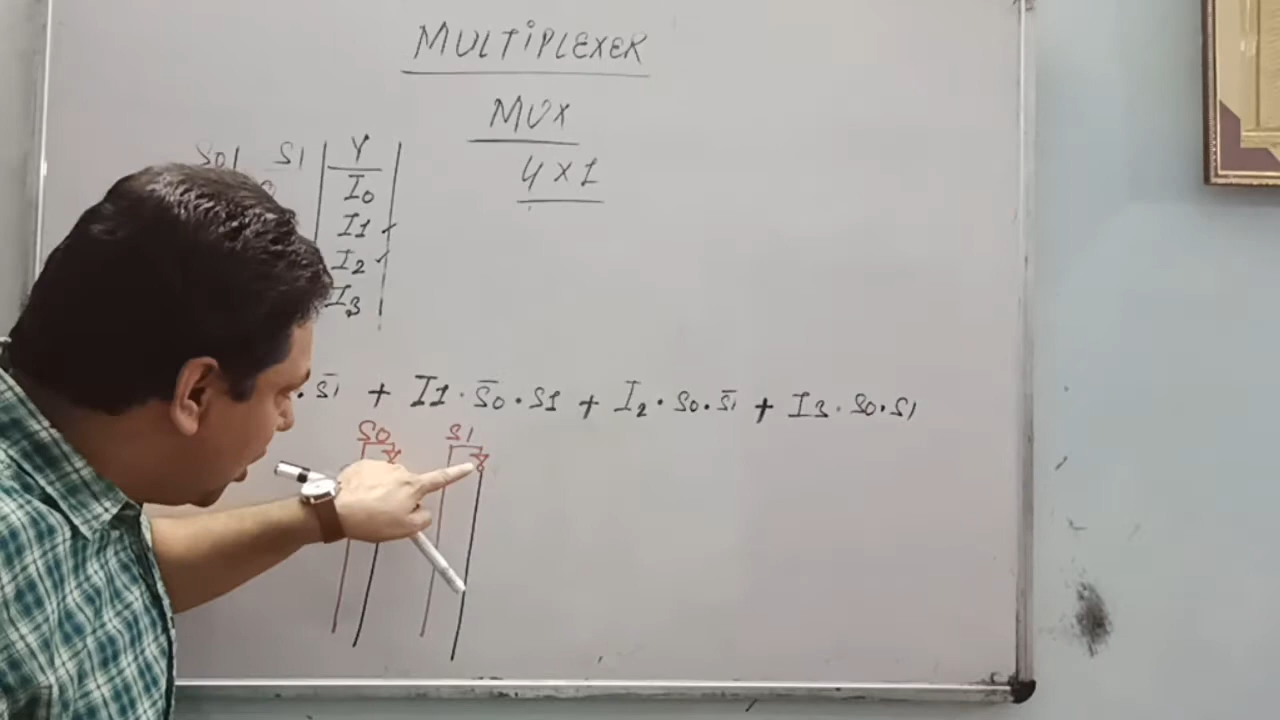 MULTIPLEXER
MUX
4X1
S0 S1 Y
I0
I1
I2
I3
. S̅1 + I1 · S̅0 · S1 + I2 · S0 · S̅1 + I3 · S0 · S1
S0 S1